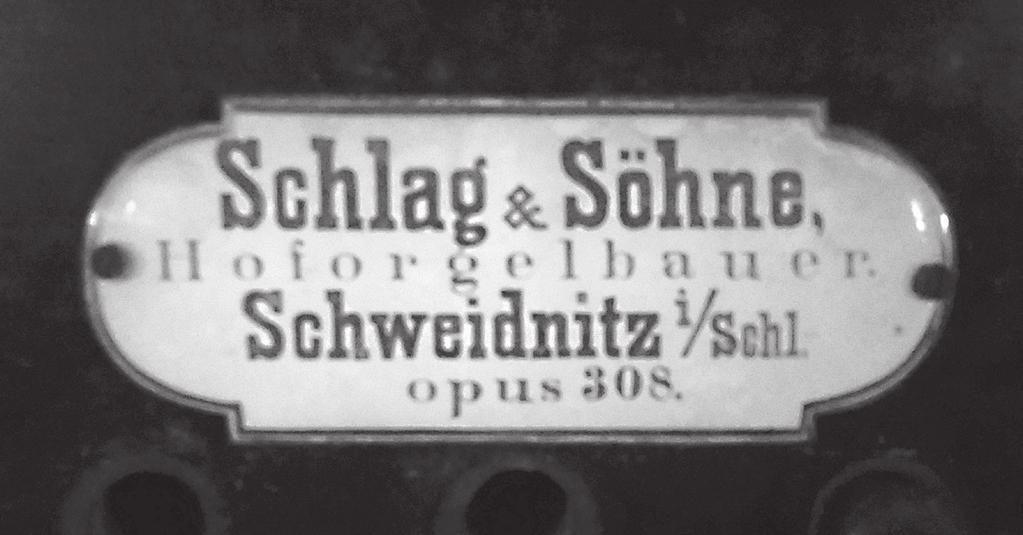 Schlag & Söhne,
Hoforgelbauer.
Schweidnitz i/Schl.
opus 308.